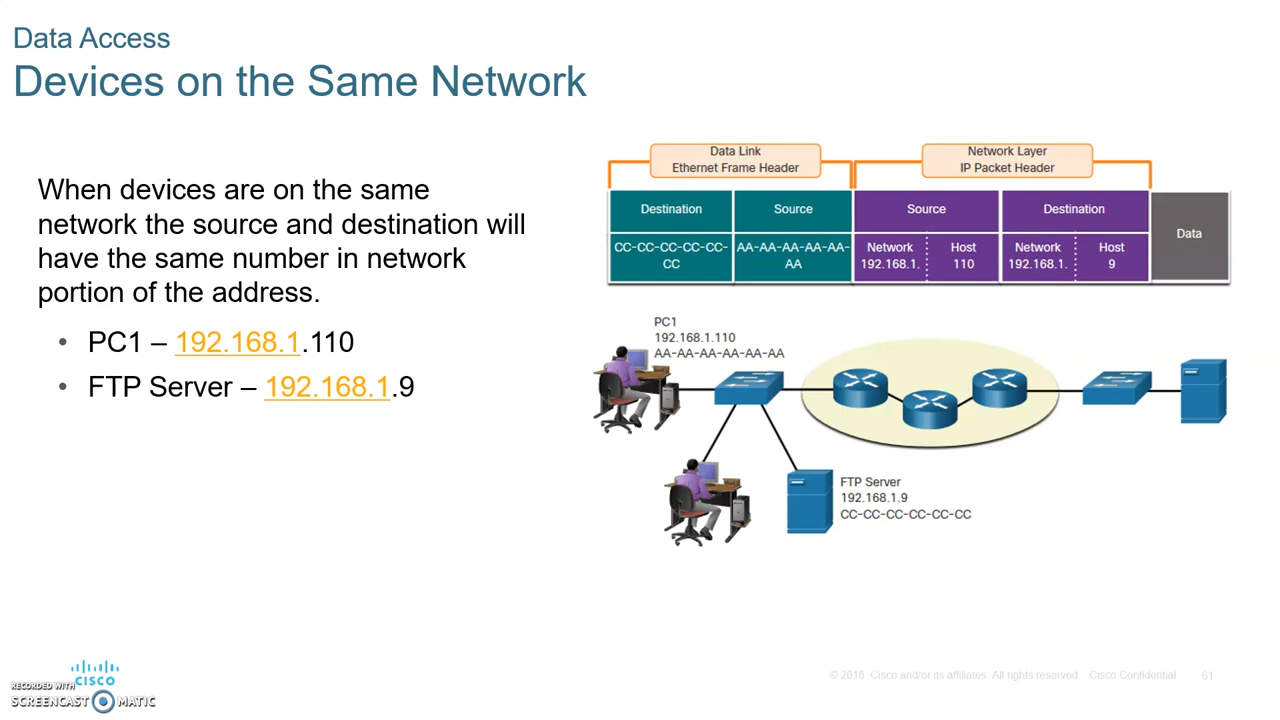 Data Access
Devices on the Same Network
When devices are on the same
network the source and destination will
have the same number in network
portion of the address.
• PC1 – 192.168.1.110
• FTP Server – 192.168.1.9
Data Link
Ethernet Frame Header
Network Layer
IP Packet Header
Destination
Source
Source
Destination
Data
CC-CC-CC-CC-CC-
CC
AA-AA-AA-AA-AA-
AA
Network
192.168.1.
Host
110
Network
192.168.1.
Host
9
PC1
192.168.1.110
AA-AA-AA-AA-AA-AA
FTP Server
192.168.1.9
CC-CC-CC-CC-CC-CC
CISCO
RECORDED WITH
SCREENCAST MATIC
© 2016 Cisco and/or its affiliates. All rights reserved. Cisco Confidential
61